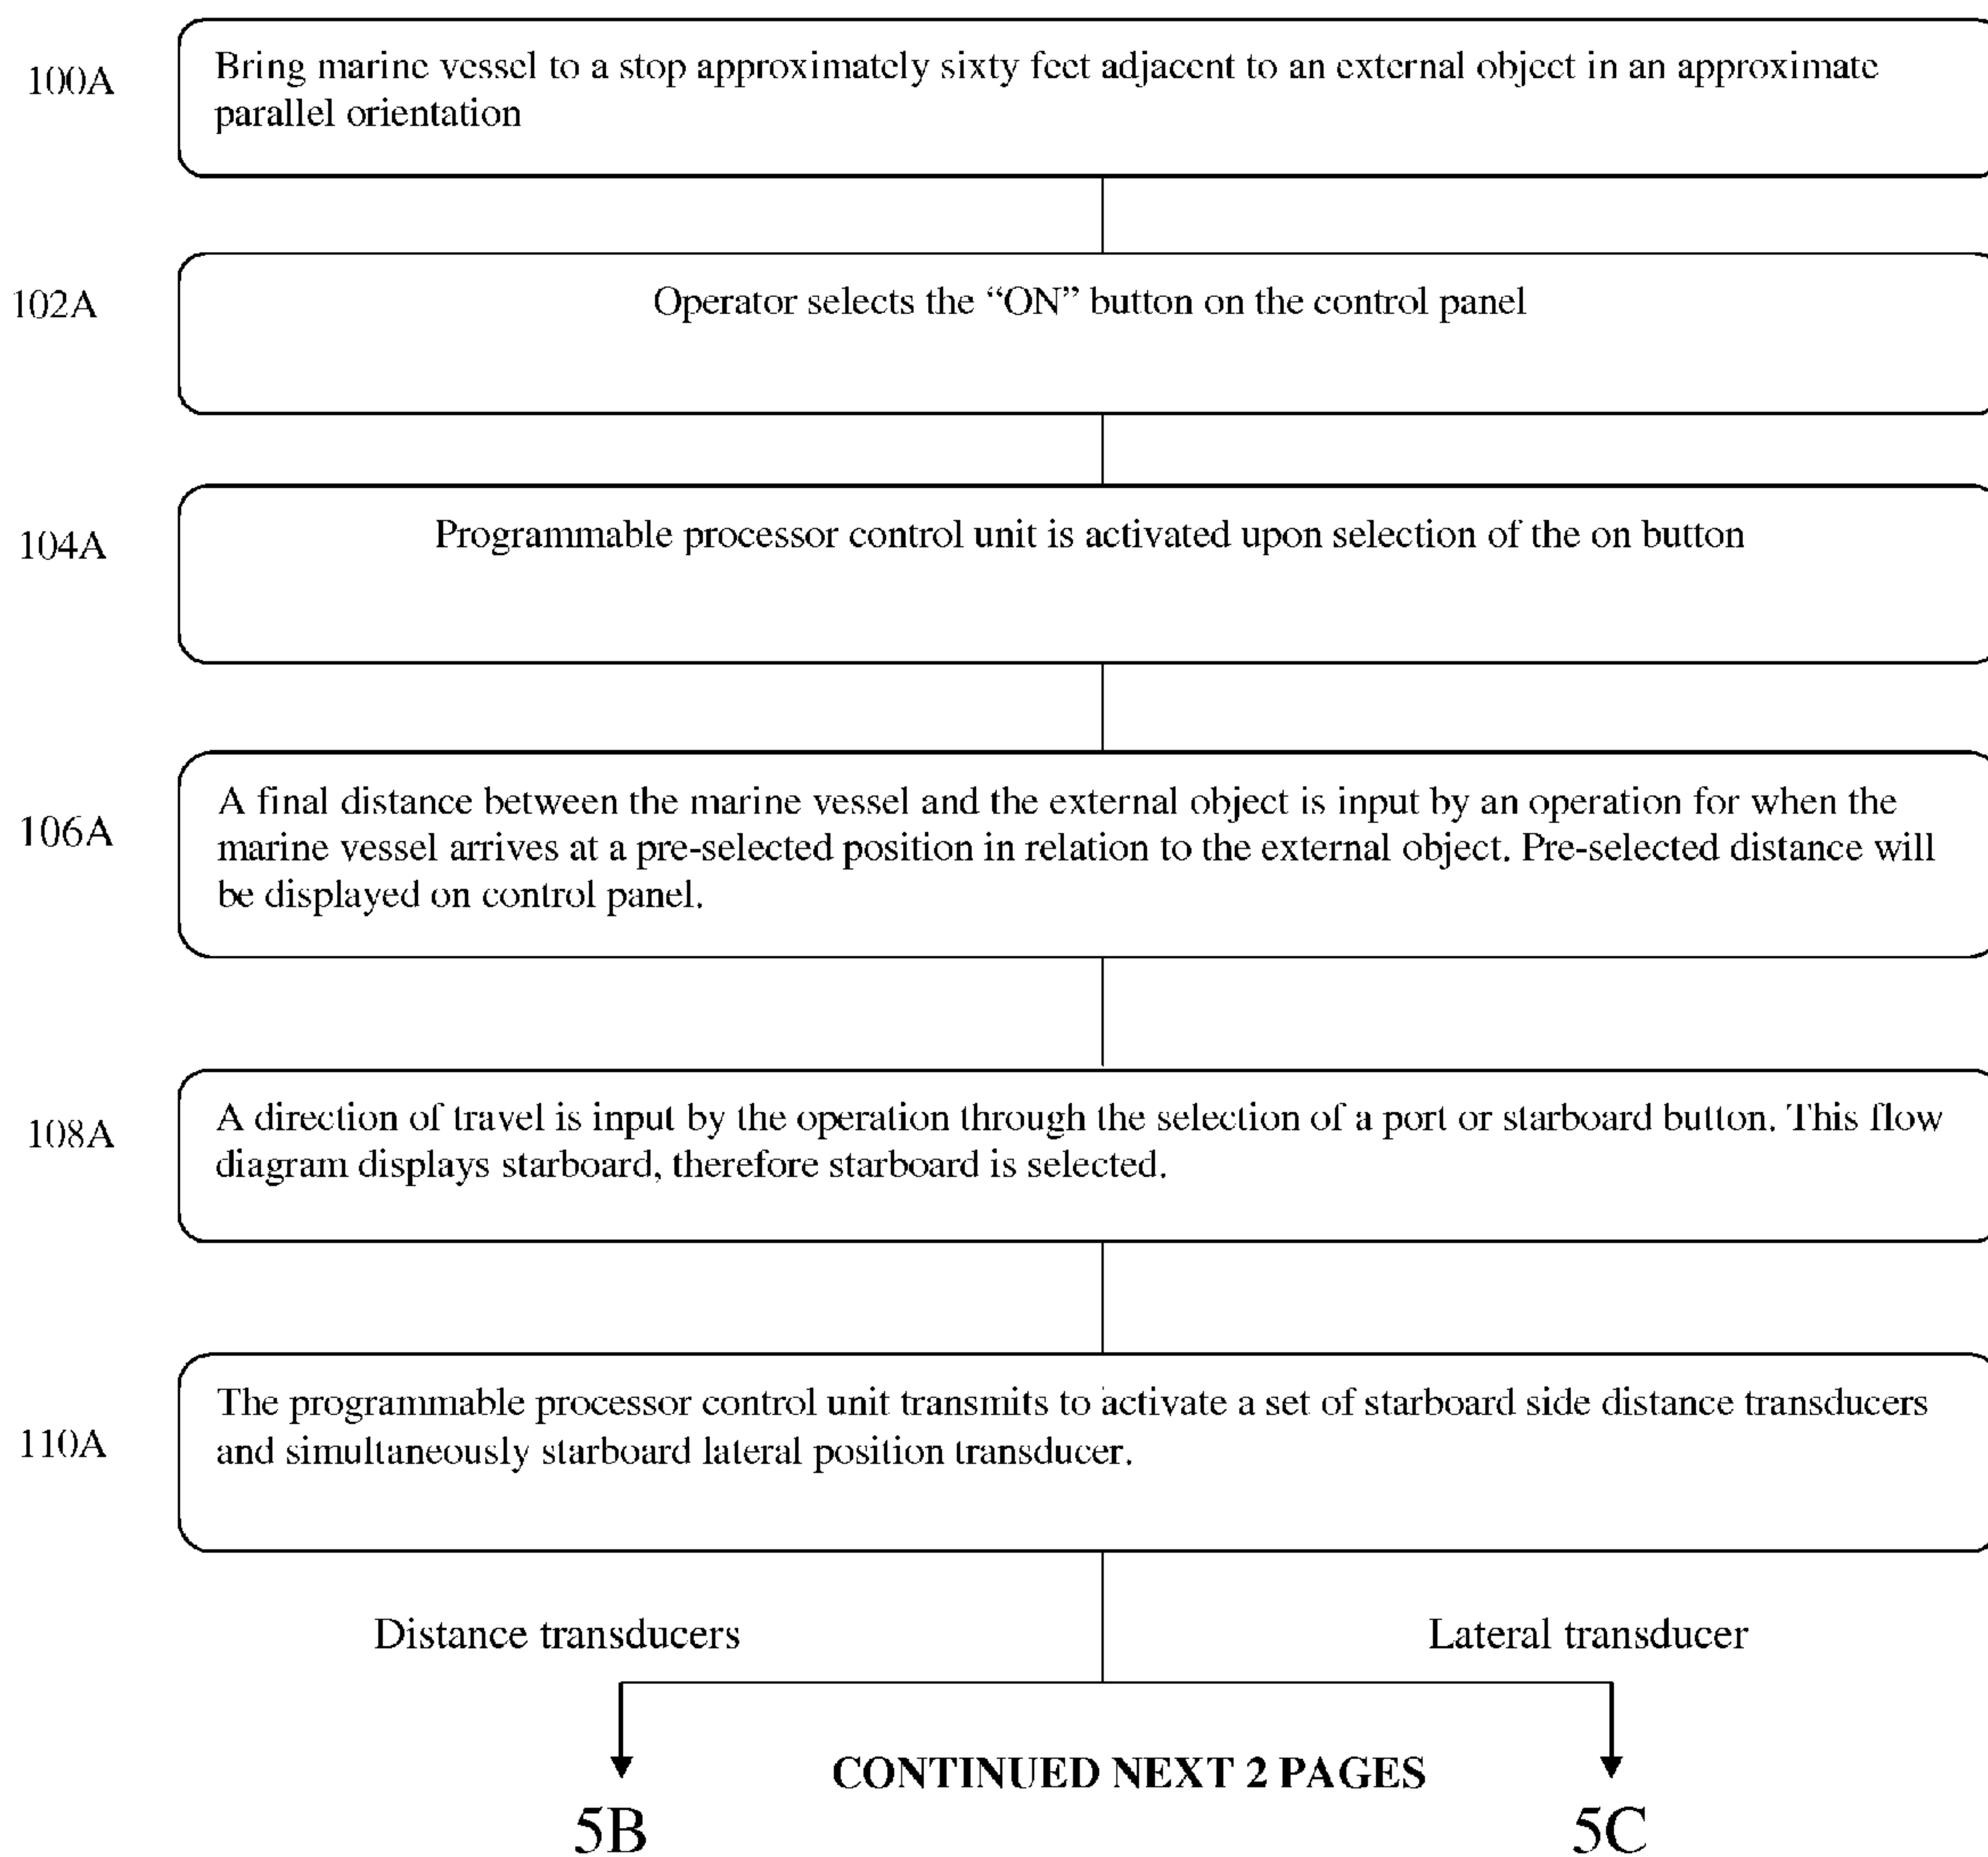 100A
Bring marine vessel to a stop approximately sixty feet adjacent to an external object in an approximate
parallel orientation
102A
Operator selects the “ON” button on the control panel
104A
Programmable processor control unit is activated upon selection of the on button
106A
A final distance between the marine vessel and the external object is input by an operation for when the
marine vessel arrives at a pre-selected position in relation to the external object. Pre-selected distance will
be displayed on control panel.
108A
A direction of travel is input by the operation through the selection of a port or starboard button. This flow
diagram displays starboard, therefore starboard is selected.
110A
The programmable processor control unit transmits to activate a set of starboard side distance transducers
and simultaneously starboard lateral position transducer.
Distance transducers
Lateral transducer
CONTINUED NEXT 2 PAGES
5B
5C